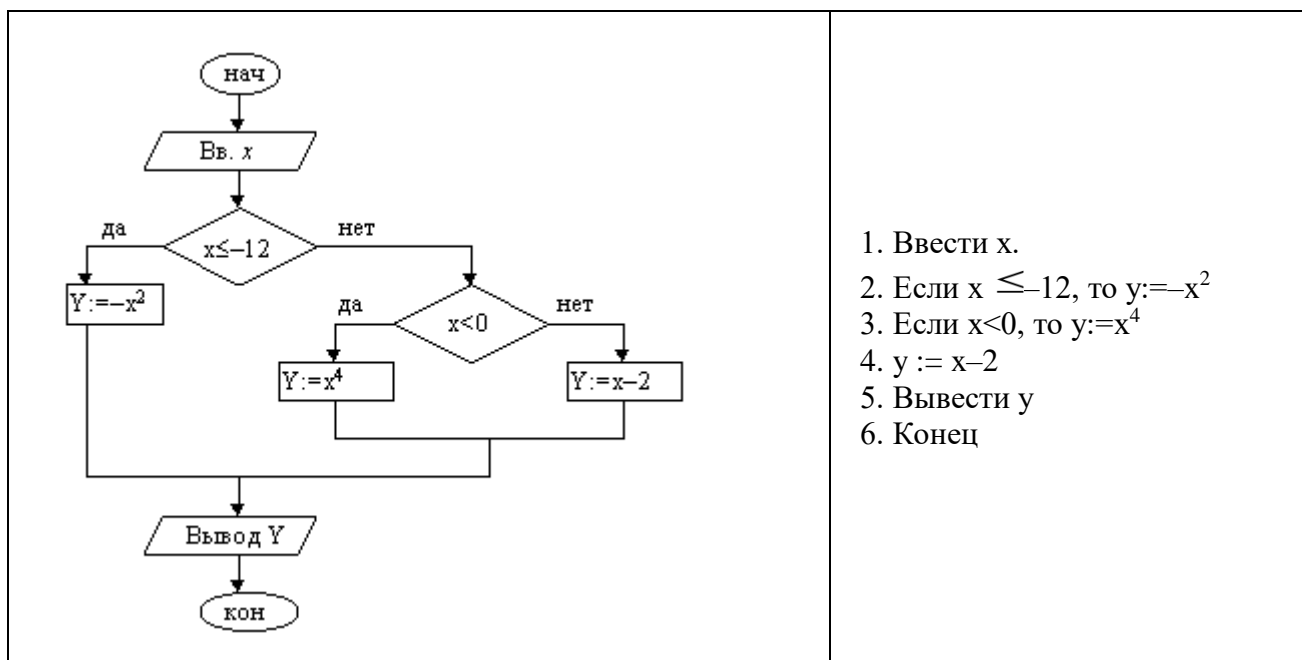 нач
Вв. x
да
нет
x≤–12
Y:=–x²
да
нет
x<0
Y:=x⁴
Y:=x–2
Вывод Y
кон
1. Ввести x.
2. Если x ≤–12, то y:=–x²
3. Если x<0, то y:=x⁴
4. y := x–2
5. Вывести y
6. Конец